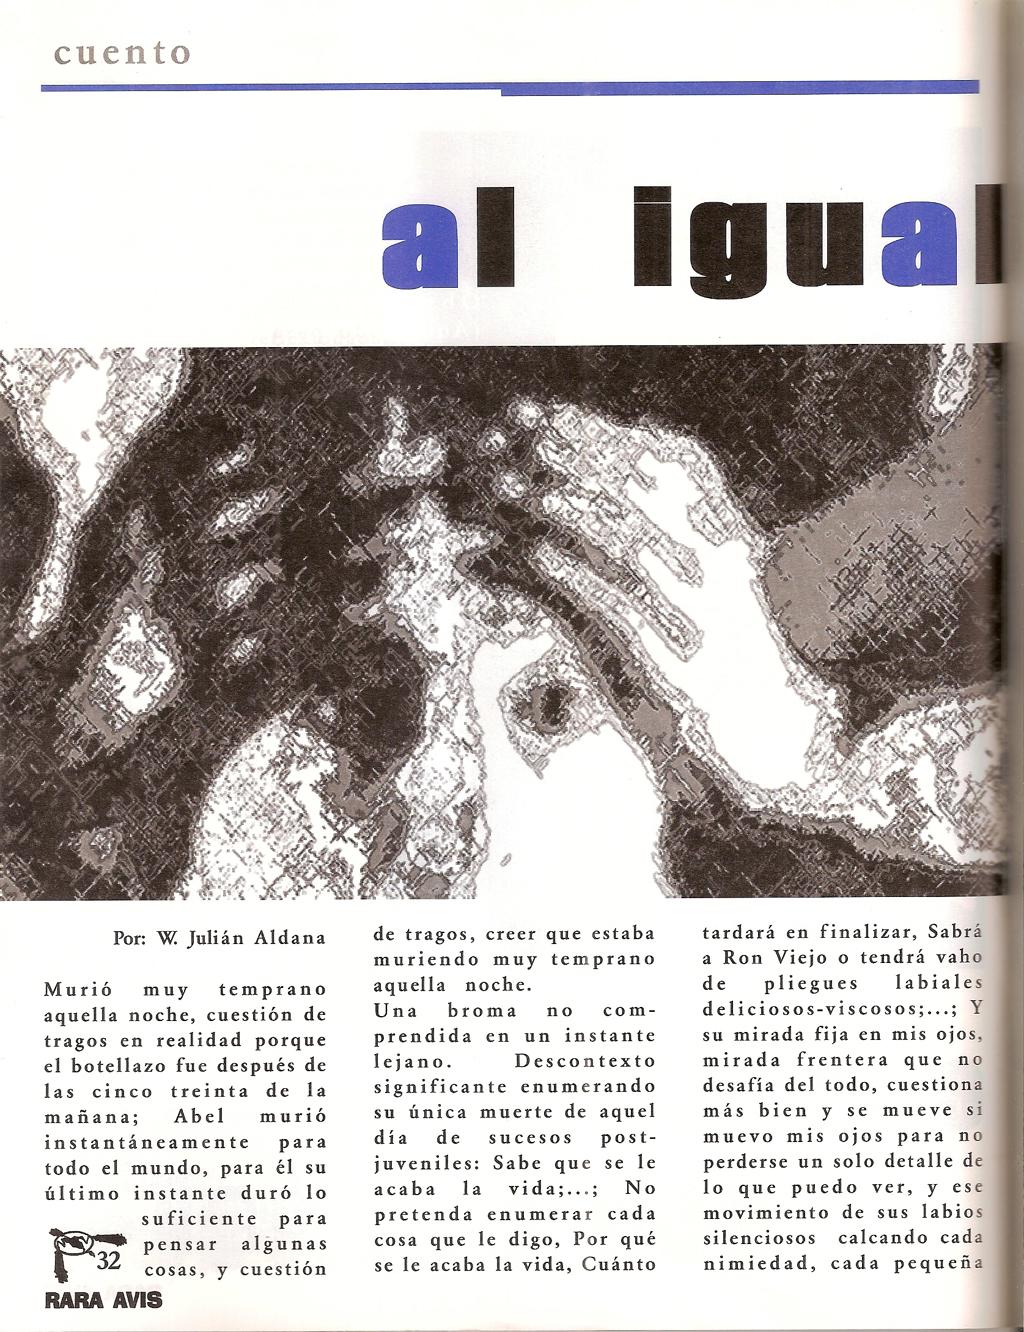 cuento
al igual
Por: W. Julián Aldana
Murió muy temprano
aquella noche, cuestión de
tragos en realidad porque
el botellazo fue después de
las cinco treinta de la
mañana; Abel murió
instantáneamente para
todo el mundo, para él su
último instante duró lo
suficiente para
pensar algunas
cosas, y cuestión
de tragos, creer que estaba
muriendo muy temprano
aquella noche.
Una broma no com-
prendida en un instante
lejano. Descontexto
significante enumerando
su única muerte de aquel
día de sucesos post-
juveniles: Sabe que se le
acaba la vida;...; No
pretenda enumerar cada
cosa que le digo, Por qué
se le acaba la vida, Cuánto
tardará en finalizar, Sabrá
a Ron Viejo o tendrá vaho
de pliegues labiales
deliciosos-viscosos;...; Y
su mirada fija en mis ojos,
mirada frentera que no
desafía del todo, cuestiona
más bien y se mueve si
muevo mis ojos para no
perderse un solo detalle de
lo que puedo ver, y ese
movimiento de sus labios
silenciosos calcando cada
nimiedad, cada pequeña
32
RARA AVIS